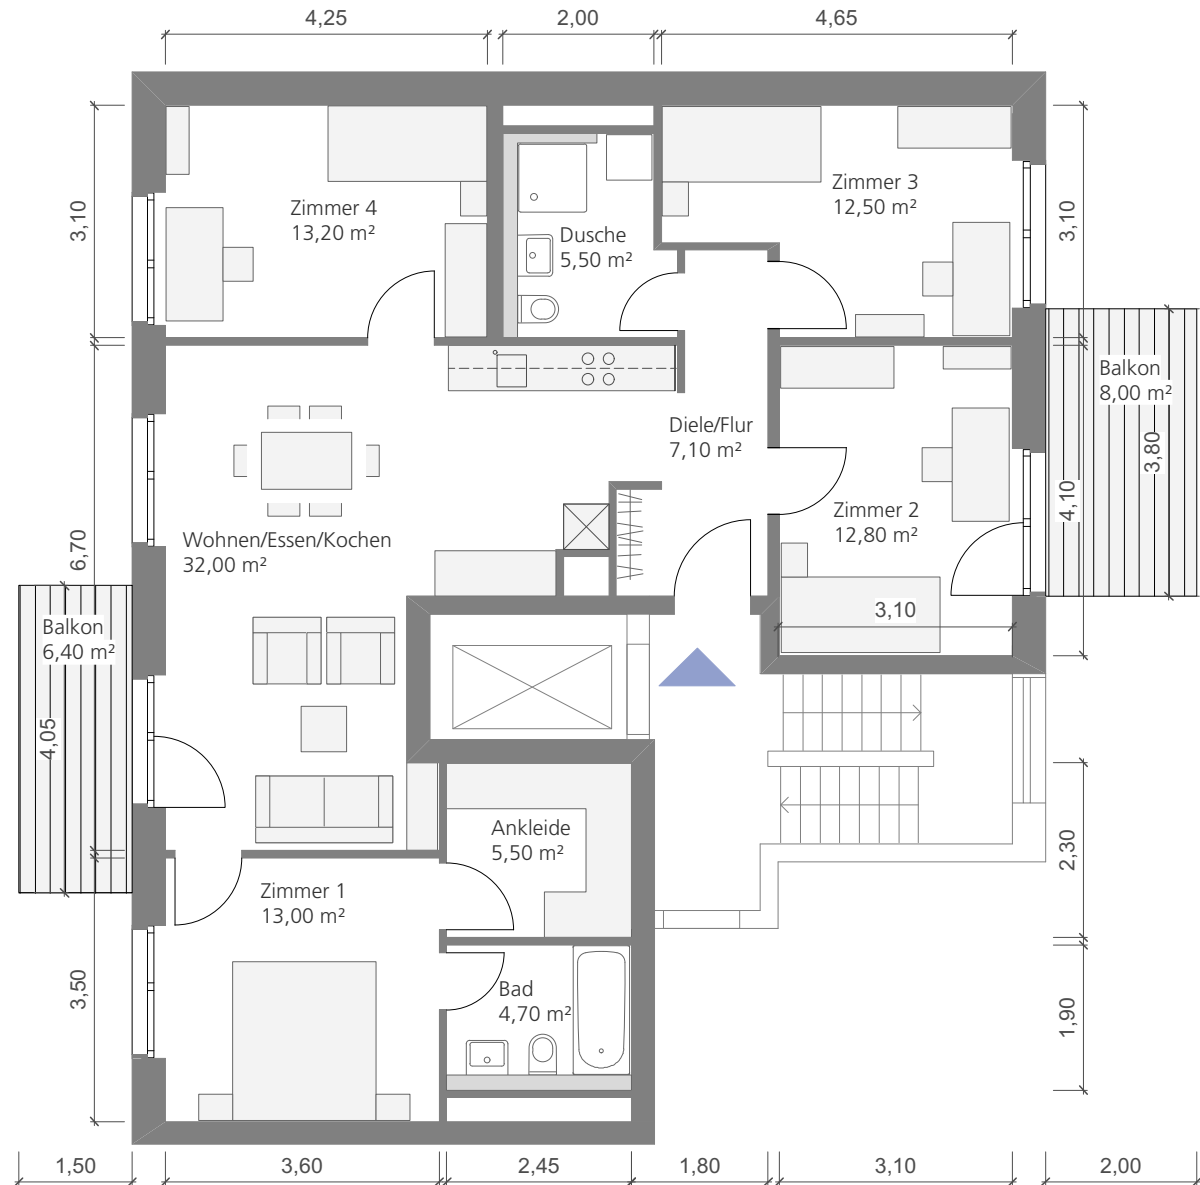 4,25
2,00
4,65
3,10
Zimmer 4
13,20 m²
Dusche
5,50 m²
Zimmer 3
12,50 m²
3,10
Balkon
8,00 m²
3,80
4,10
Diele/Flur
7,10 m²
Zimmer 2
12,80 m²
3,10
Wohnen/Essen/Kochen
32,00 m²
6,70
Balkon
6,40 m²
4,05
Ankleide
5,50 m²
2,30
Zimmer 1
13,00 m²
3,50
Bad
4,70 m²
1,90
1,50
3,60
2,45
1,80
3,10
2,00